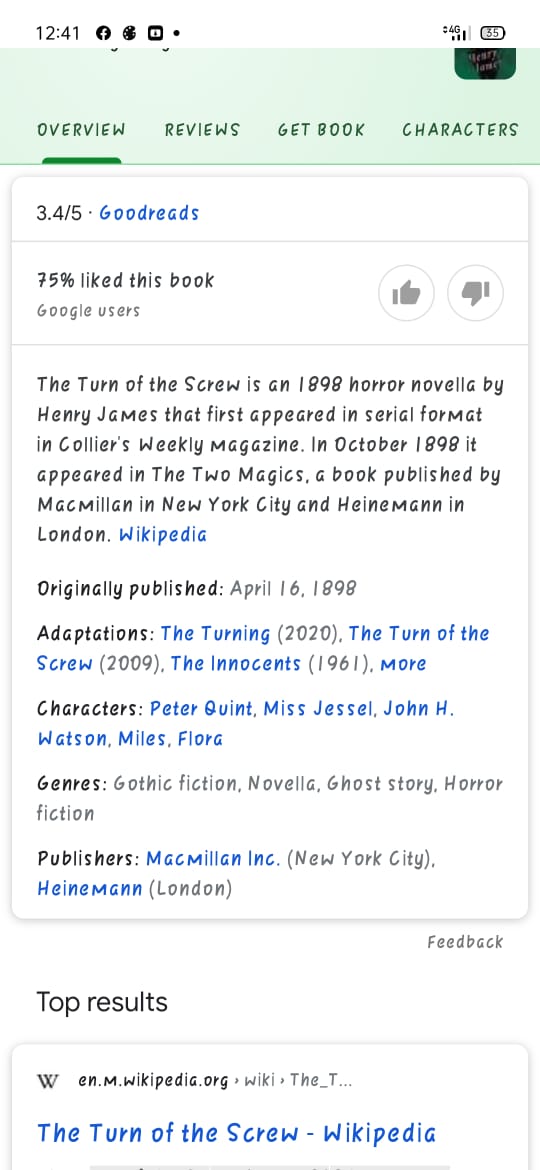 12:41
4G
35
Henry
James
OVERVIEW REVIEWS GET BOOK CHARACTERS
3.4/5 · Goodreads
75% liked this book
Google users
The Turn of the Screw is an 1898 horror novella by
Henry James that first appeared in serial format
in Collier's Weekly magazine. In October 1898 it
appeared in The Two Magics, a book published by
Macmillan in New York City and Heinemann in
London. Wikipedia
Originally published: April 16, 1898
Adaptations: The Turning (2020), The Turn of the
Screw (2009), The Innocents (1961), More
Characters: Peter Quint, Miss Jessel, John H.
Watson, Miles, Flora
Genres: Gothic fiction, Novella, Ghost story, Horror
fiction
Publishers: Macmillan Inc. (New York City),
Heinemann (London)
Feedback
Top results
W en.m.wikipedia.org › wiki › The_T...
The Turn of the Screw - Wikipedia